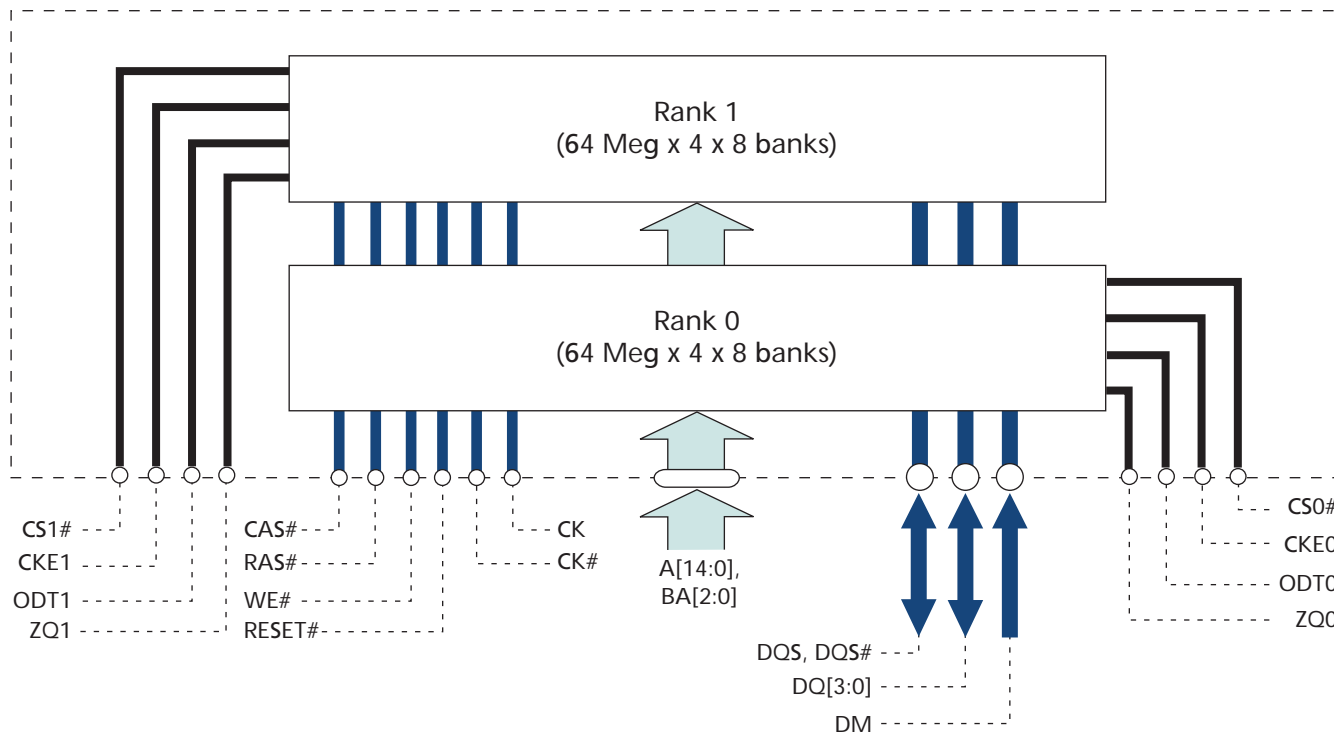 Rank 1
(64 Meg x 4 x 8 banks)
Rank 0
(64 Meg x 4 x 8 banks)
CS1#
CKE1
ODT1
ZQ1
CAS#
RAS#
WE#
RESET#
CK
CK#
A[14:0],
BA[2:0]
DQS, DQS#
DQ[3:0]
DM
CS0#
CKE0
ODT0
ZQ0